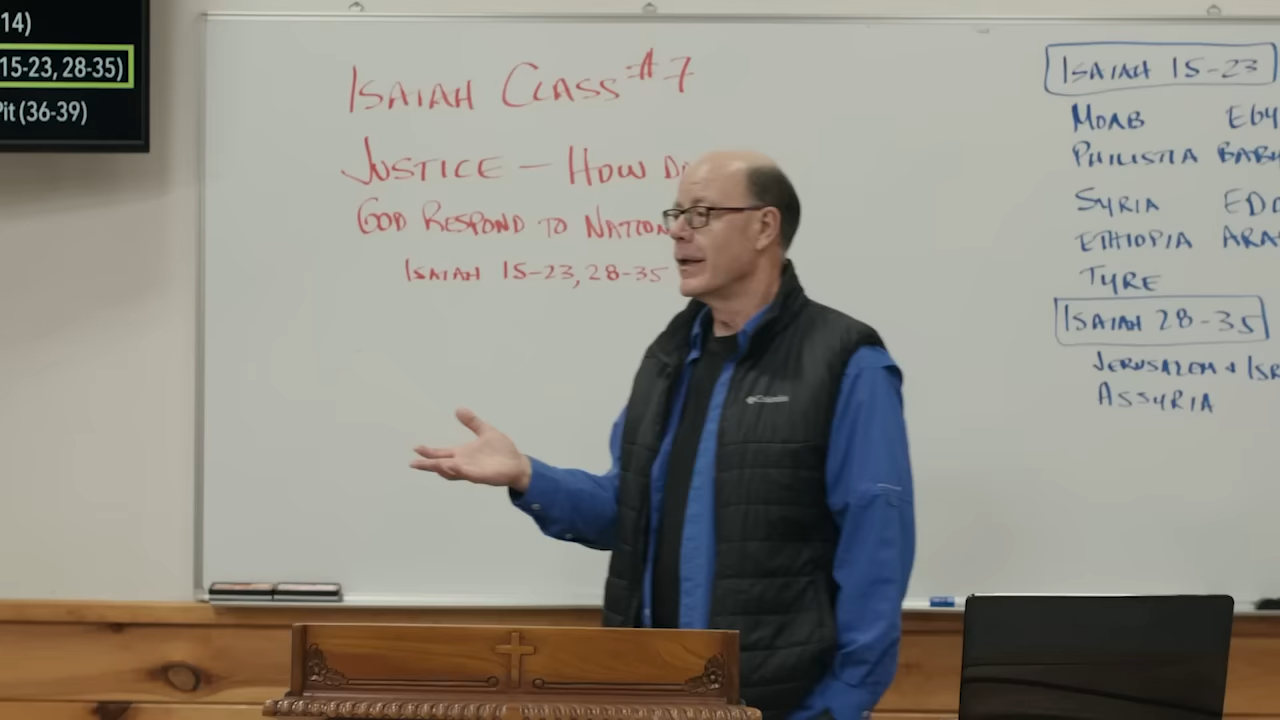 14)
15-23, 28-35)
Pit (36-39)
ISAIAH CLASS #7
JUSTICE - HOW
GOD RESPOND TO
ISAIAH 15-23, 28-35
ISAIAH 15-23
MOAB
PHILISTIA
SYRIA
ETHIOPIA
TYRE
ISAIAH 28-35
JERUSALEM +
ASSYRIA
Columbia